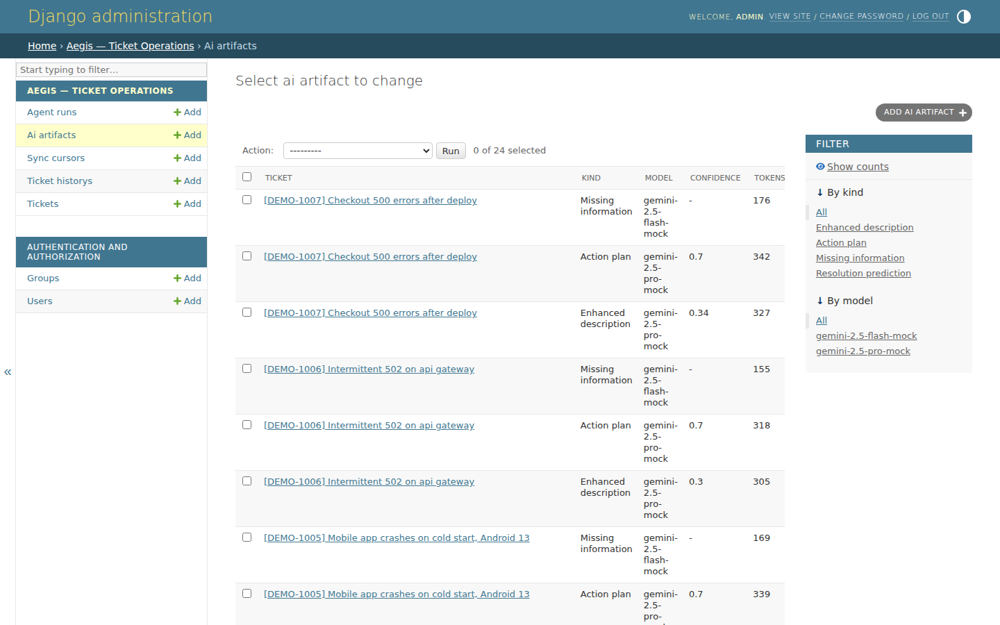 Django administration
WELCOME, ADMIN. VIEW SITE / CHANGE PASSWORD / LOG OUT
Home › Aegis — Ticket Operations › Ai artifacts
Start typing to filter…
AEGIS — TICKET OPERATIONS
Agent runs Add
Ai artifacts Add
Sync cursors Add
Ticket historys Add
Tickets Add
AUTHENTICATION AND
AUTHORIZATION
Groups Add
Users Add
«
Select ai artifact to change
ADD AI ARTIFACT
Action: --------- Run 0 of 24 selected
TICKET KIND MODEL CONFIDENCE TOKENS
[DEMO-1007] Checkout 500 errors after deploy Missing gemini- - 176
information 2.5-
flash-
mock
[DEMO-1007] Checkout 500 errors after deploy Action plan gemini- 0.7 342
2.5-
pro-
mock
[DEMO-1007] Checkout 500 errors after deploy Enhanced gemini- 0.34 327
description 2.5-
pro-
mock
[DEMO-1006] Intermittent 502 on api gateway Missing gemini- - 155
information 2.5-
flash-
mock
[DEMO-1006] Intermittent 502 on api gateway Action plan gemini- 0.7 318
2.5-
pro-
mock
[DEMO-1006] Intermittent 502 on api gateway Enhanced gemini- 0.3 305
description 2.5-
pro-
mock
[DEMO-1005] Mobile app crashes on cold start, Android 13 Missing gemini- - 169
information 2.5-
flash-
mock
[DEMO-1005] Mobile app crashes on cold start, Android 13 Action plan gemini- 0.7 339
2.5-
pro-
FILTER
Show counts
↓ By kind
All
Enhanced description
Action plan
Missing information
Resolution prediction
↓ By model
All
gemini-2.5-flash-mock
gemini-2.5-pro-mock